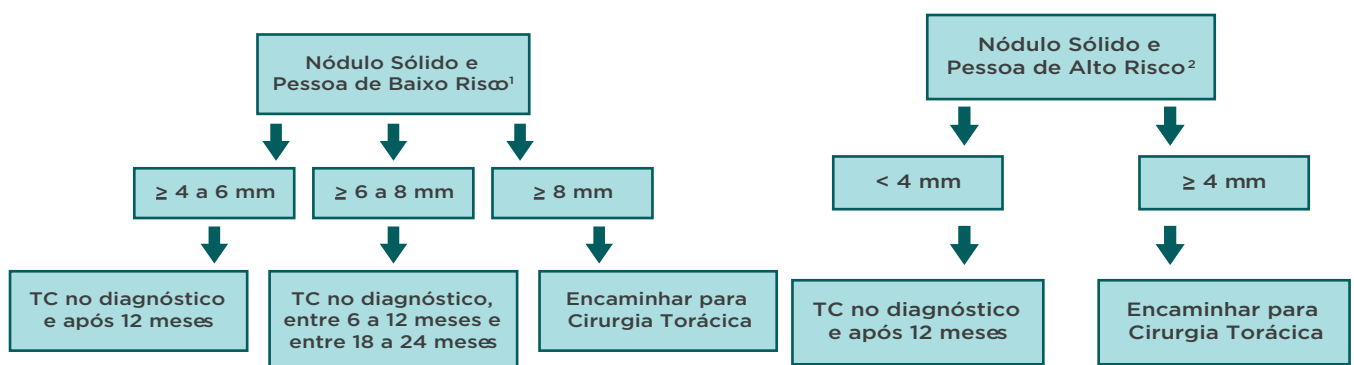 Nódulo Sólido e
Pessoa de Baixo Risco¹
≥ 4 a 6 mm
≥ 6 a 8 mm
≥ 8 mm
TC no diagnóstico
e após 12 meses
TC no diagnóstico,
entre 6 a 12 meses e
entre 18 a 24 meses
Encaminhar para
Cirurgia Torácica
Nódulo Sólido e
Pessoa de Alto Risco²
< 4 mm
≥ 4 mm
TC no diagnóstico
e após 12 meses
Encaminhar para
Cirurgia Torácica